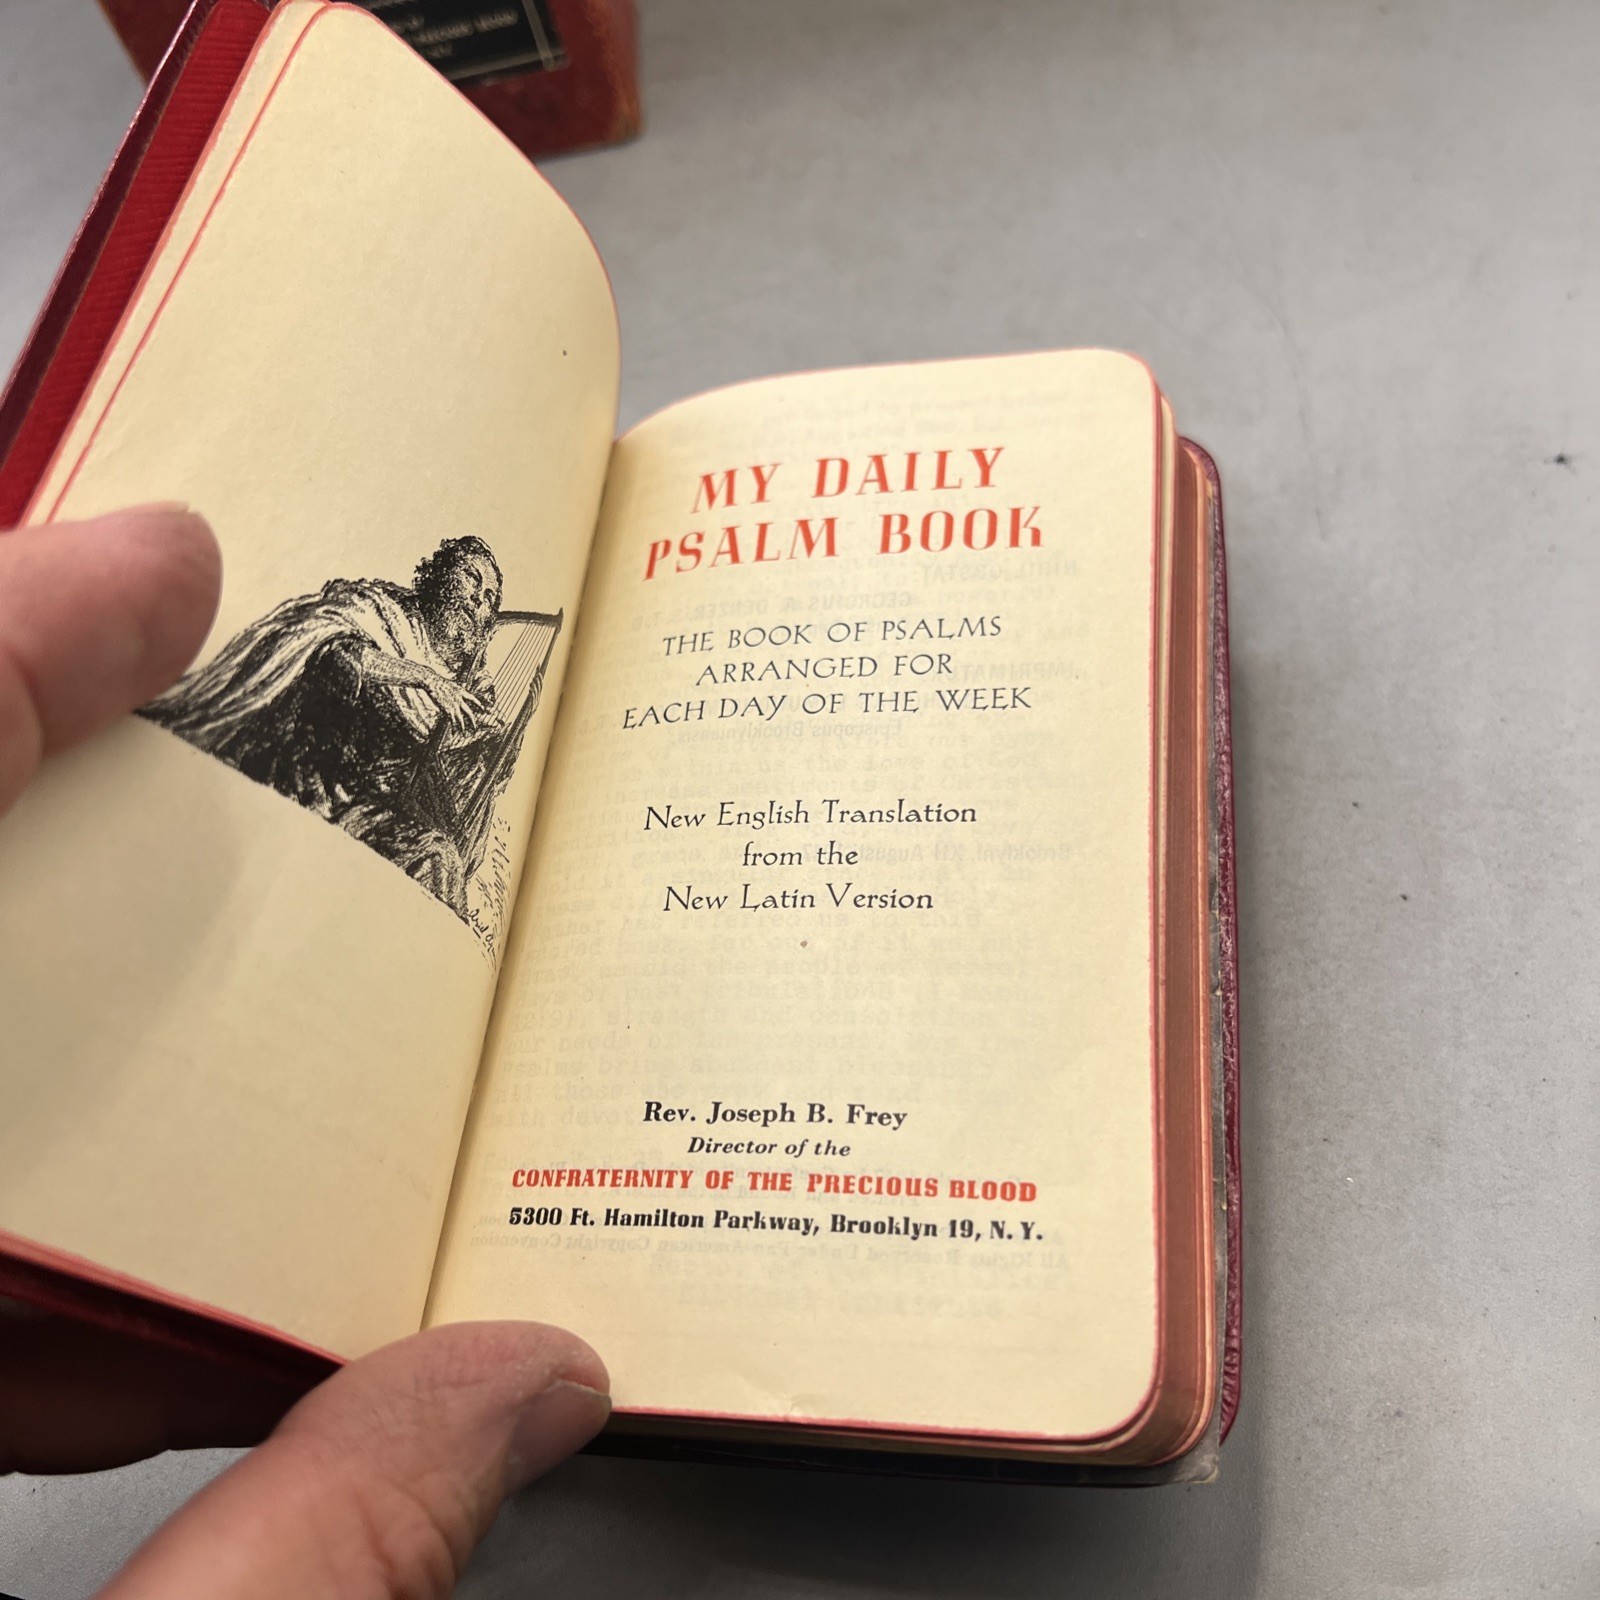 MY DAILY
PSALM BOOK
THE BOOK OF PSALMS
ARRANGED FOR
EACH DAY OF THE WEEK
New English Translation
from the
New Latin Version
Rev. Joseph B. Frey
Director of the
CONFRATERNITY OF THE PRECIOUS BLOOD
5300 Ft. Hamilton Parkway, Brooklyn 19, N. Y.